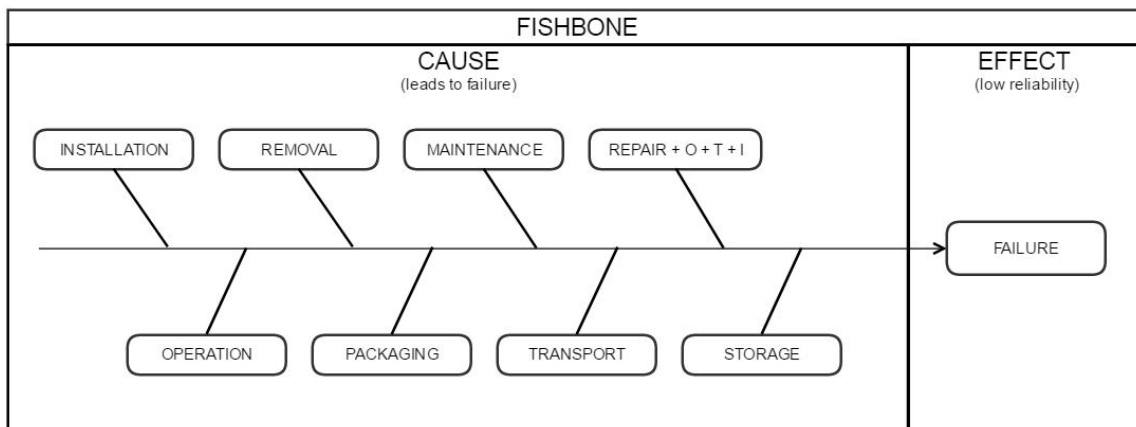 FISHBONE
CAUSE
(leads to failure)
EFFECT
(low reliability)
INSTALLATION
REMOVAL
MAINTENANCE
REPAIR + O + T + I
FAILURE
OPERATION
PACKAGING
TRANSPORT
STORAGE